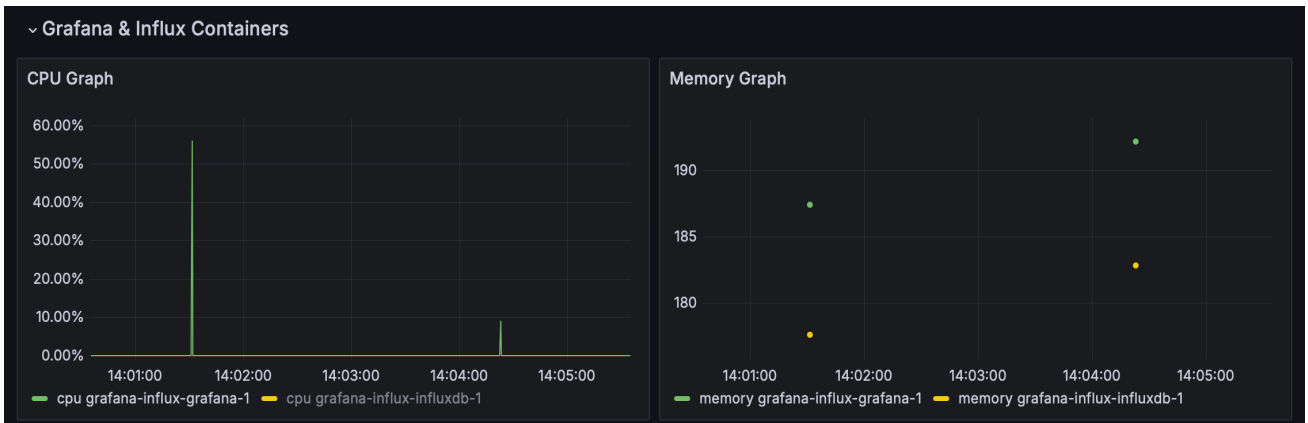 Grafana & Influx Containers
CPU Graph
60.00%
50.00%
40.00%
30.00%
20.00%
10.00%
0.00%
14:01:00 14:02:00 14:03:00 14:04:00 14:05:00
cpu grafana-influx-grafana-1 cpu grafana-influx-influxdb-1
Memory Graph
190
185
180
14:01:00 14:02:00 14:03:00 14:04:00 14:05:00
memory grafana-influx-grafana-1 memory grafana-influx-influxdb-1